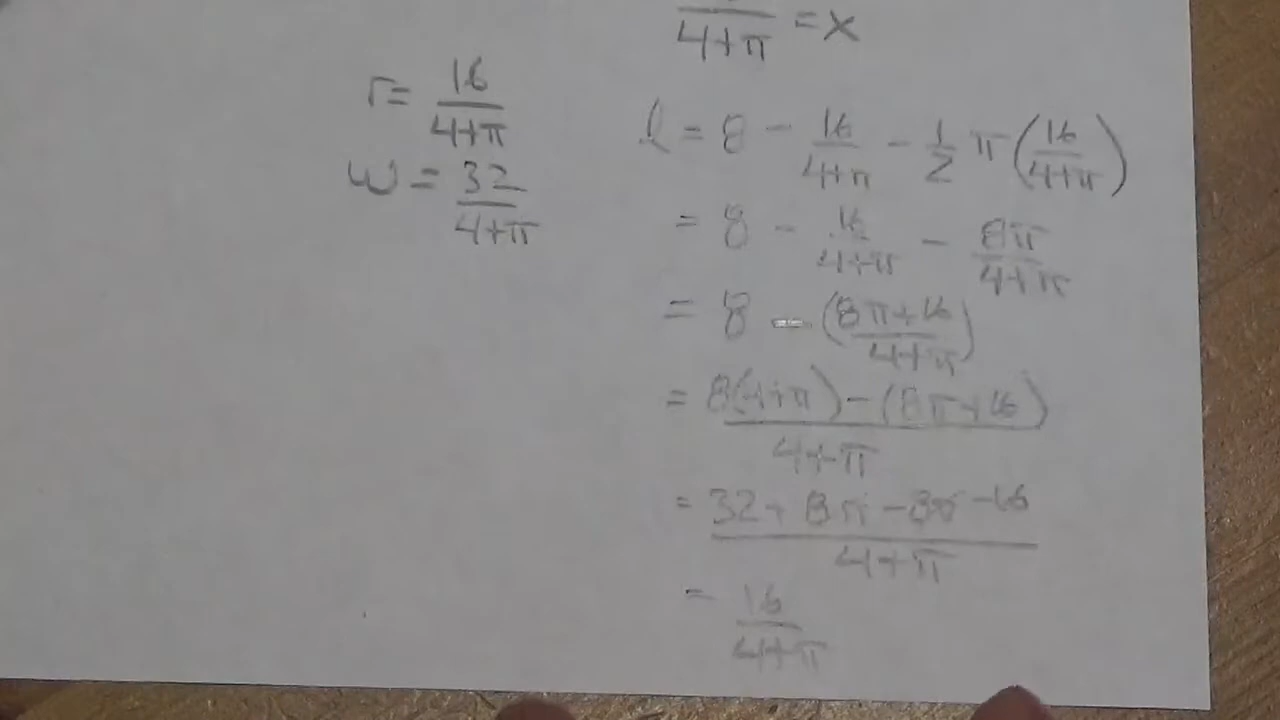 /(4+π) = x
r = 16/(4+π)
w = 32/(4+π)
l = 8 - 16/(4+π) - 1/2 π(16/(4+π))
= 8 - 16/(4+π) - 8π/(4+π)
= 8 - (8π+16)/(4+π)
= (8(4+π) - (8π+16))/(4+π)
= (32 + 8π - 8π - 16)/(4+π)
= 16/(4+π)